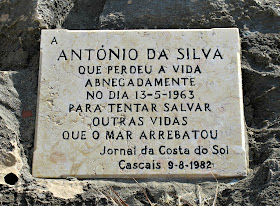 A
ANTÓNIO DA SILVA
QUE PERDEU A VIDA
ABNEGADAMENTE
NO DIA 13-5-1963
PARA TENTAR SALVAR
OUTRAS VIDAS
QUE O MAR ARREBATOU
Jornal da Costa do Sol
Cascais 9-8-1982